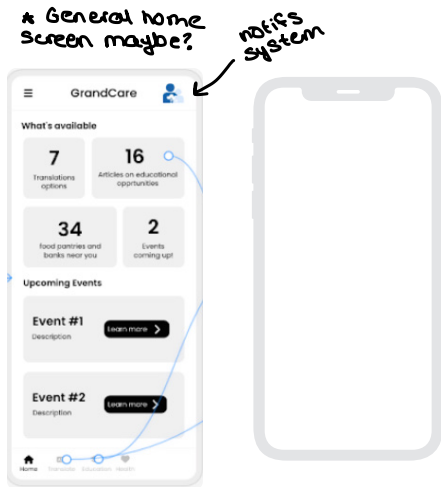 * General home
screen maybe?
notifs
system
GrandCare
What's available
7
Translations
options
16
Articles on educational
opprtunities
34
food pantries and
banks near you
2
Events
coming up!
Upcoming Events
Event #1
Description
Learn more
Event #2
Description
Learn more
Home Translate Education Health